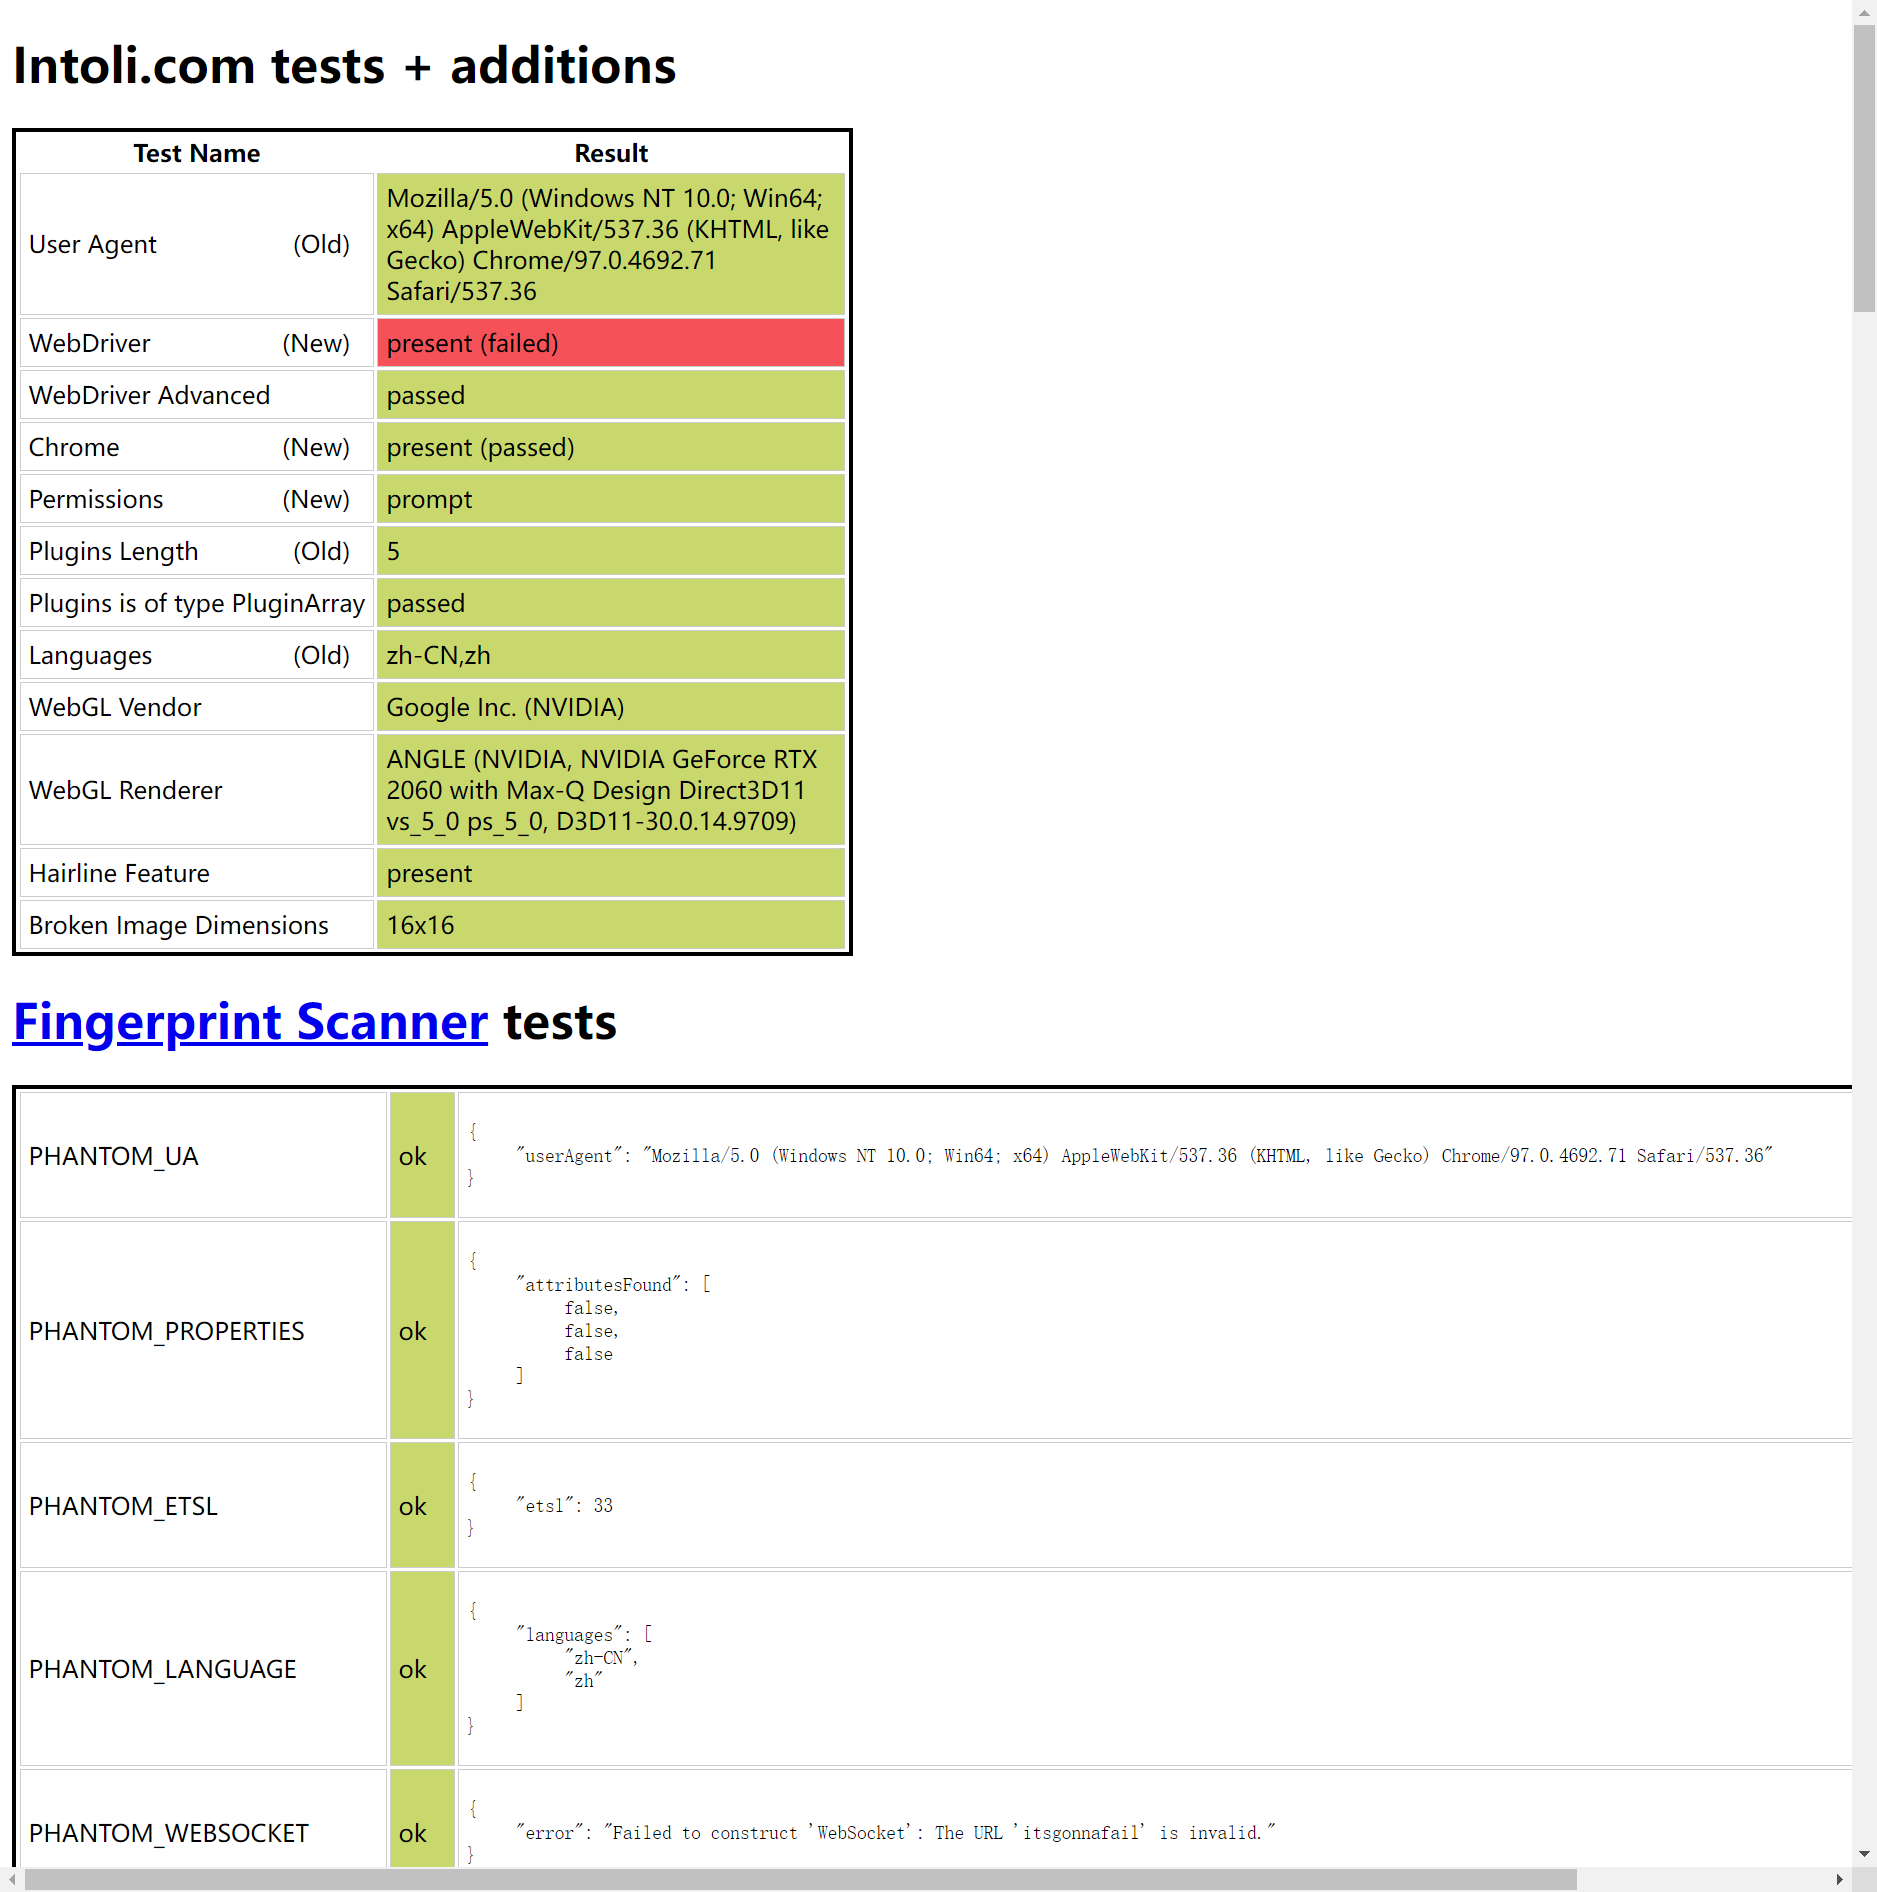 Intoli.com tests + additions
Test Name Result
User Agent (Old) Mozilla/5.0 (Windows NT 10.0; Win64;
x64) AppleWebKit/537.36 (KHTML, like
Gecko) Chrome/97.0.4692.71
Safari/537.36
WebDriver (New) present (failed)
WebDriver Advanced passed
Chrome (New) present (passed)
Permissions (New) prompt
Plugins Length (Old) 5
Plugins is of type PluginArray passed
Languages (Old) zh-CN,zh
WebGL Vendor Google Inc. (NVIDIA)
WebGL Renderer ANGLE (NVIDIA, NVIDIA GeForce RTX
2060 with Max-Q Design Direct3D11
vs_5_0 ps_5_0, D3D11-30.0.14.9709)
Hairline Feature present
Broken Image Dimensions 16x16
Fingerprint Scanner tests
PHANTOM_UA ok {
"userAgent": "Mozilla/5.0 (Windows NT 10.0; Win64; x64) AppleWebKit/537.36 (KHTML, like Gecko) Chrome/97.0.4692.71 Safari/537.36"
}
PHANTOM_PROPERTIES ok {
"attributesFound": [
false,
false,
false
]
}
PHANTOM_ETSL ok {
"etsl": 33
}
PHANTOM_LANGUAGE ok {
"languages": [
"zh-CN",
"zh"
]
}
PHANTOM_WEBSOCKET ok {
"error": "Failed to construct 'WebSocket': The URL 'itsgonnafail' is invalid."
}